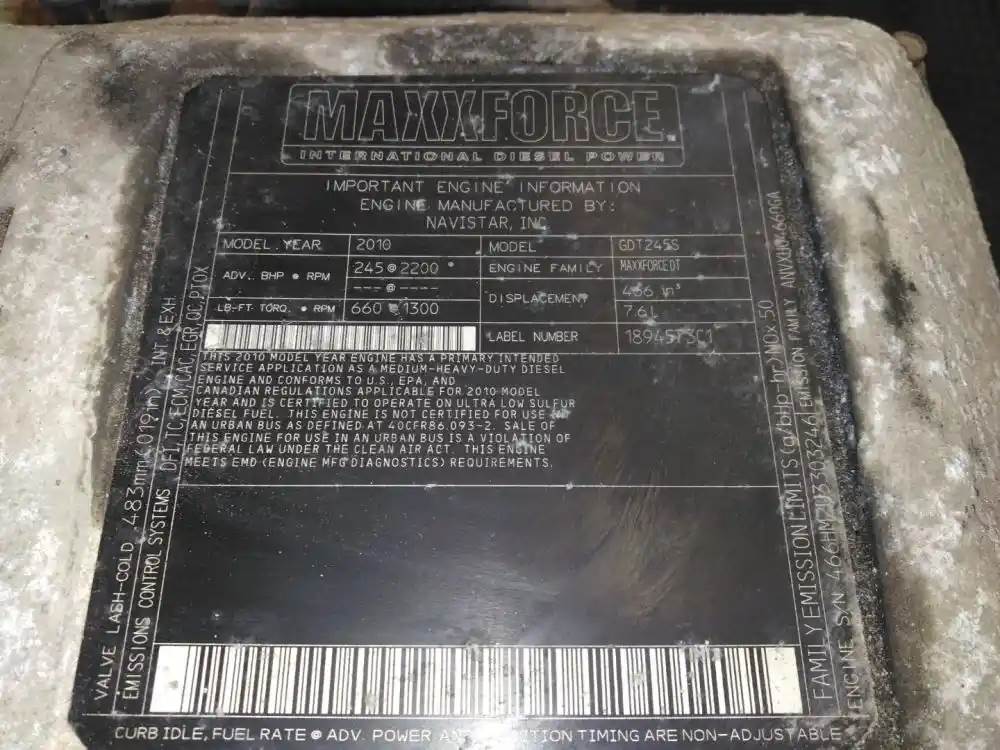 MAXXFORCE
INTERNATIONAL DIESEL POWER
IMPORTANT ENGINE INFORMATION
ENGINE MANUFACTURED BY:
NAVISTAR, INC.
MODEL YEAR 2010 MODEL GDT245S
ADV. BHP @ RPM 245 @ 2200 * ENGINE FAMILY MAXXFORCE DT
--- @ ---- DISPLACEMENT 466 in³
LB-FT TORQ. @ RPM 660 @ 1300 7.6L
LABEL NUMBER 1894573C1
THIS 2010 MODEL YEAR ENGINE HAS A PRIMARY INTENDED
SERVICE APPLICATION AS A MEDIUM-HEAVY-DUTY DIESEL
ENGINE AND CONFORMS TO U.S., EPA, AND
CANADIAN REGULATIONS APPLICABLE FOR 2010 MODEL
YEAR AND IS CERTIFIED TO OPERATE ON ULTRA LOW SULFUR
DIESEL FUEL. THIS ENGINE IS NOT CERTIFIED FOR USE IN
AN URBAN BUS AS DEFINED AT 40CFR86.093-2. SALE OF
THIS ENGINE FOR USE IN AN URBAN BUS IS A VIOLATION OF
FEDERAL LAW UNDER THE CLEAN AIR ACT. THIS ENGINE
MEETS EMD (ENGINE MFG DIAGNOSTICS) REQUIREMENTS.
VALVE LASH-COLD .483mm(.019in) INT. & EXH.
EMISSIONS CONTROL SYSTEMS DFI,TC,ECM,CAC,EGR,OC,PTOX
FAMILY EMISSION LIMITS (g/bhp-hr) NOx .50
ENGINE S/N 466HM2U3303246 EMISSION FAMILY
CURB IDLE, FUEL RATE @ ADV. POWER AND TIMING ARE NON-ADJUSTABLE